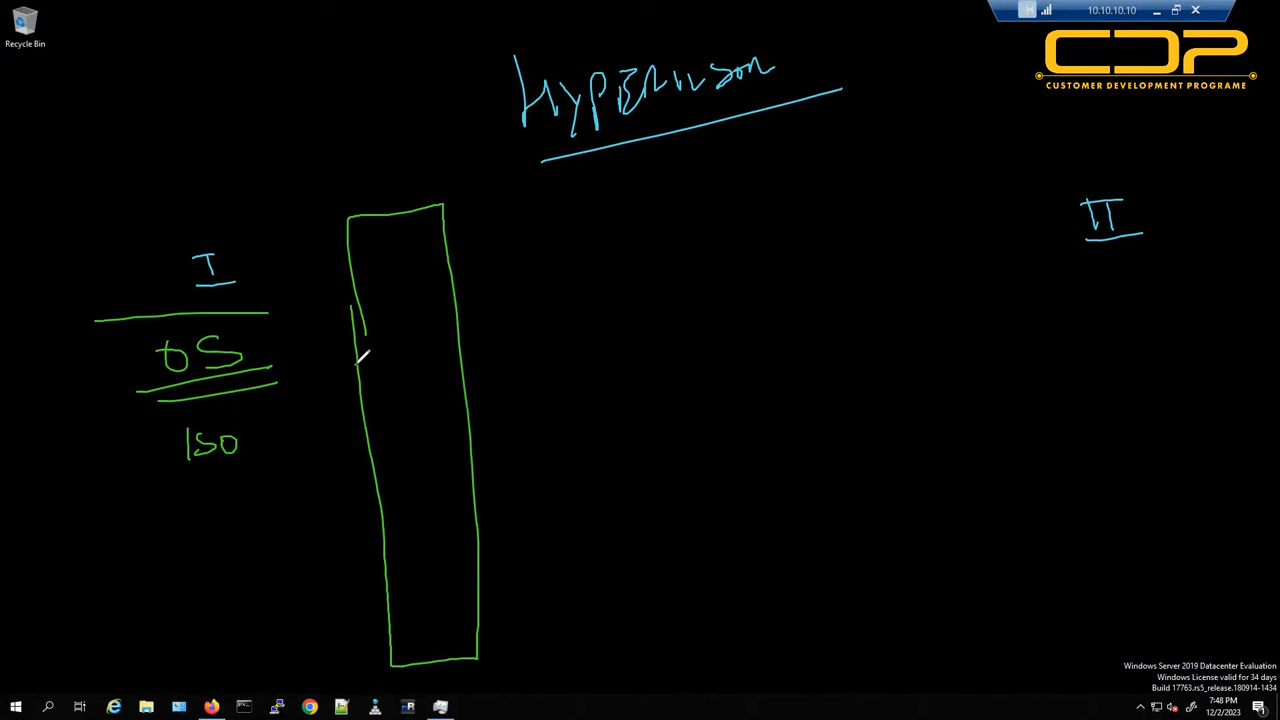 10.10.10.10
Recycle Bin
CDP
CUSTOMER DEVELOPMENT PROGRAME
HypERvisor
I
II
OS
ISO
Windows Server 2019 Datacenter Evaluation
Windows License valid for 34 days
Build 17763.rs5_release.180914-1434
7:48 PM
12/2/2023